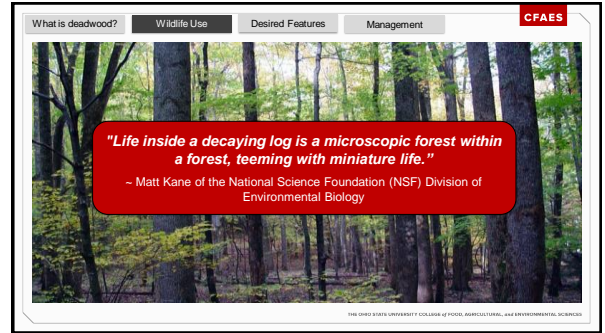 What is deadwood? Wildlife Use Desired Features Management
CFAES
"Life inside a decaying log is a microscopic forest within
a forest, teeming with miniature life.”
~ Matt Kane of the National Science Foundation (NSF) Division of
Environmental Biology
THE OHIO STATE UNIVERSITY COLLEGE of FOOD, AGRICULTURAL, and ENVIRONMENTAL SCIENCES